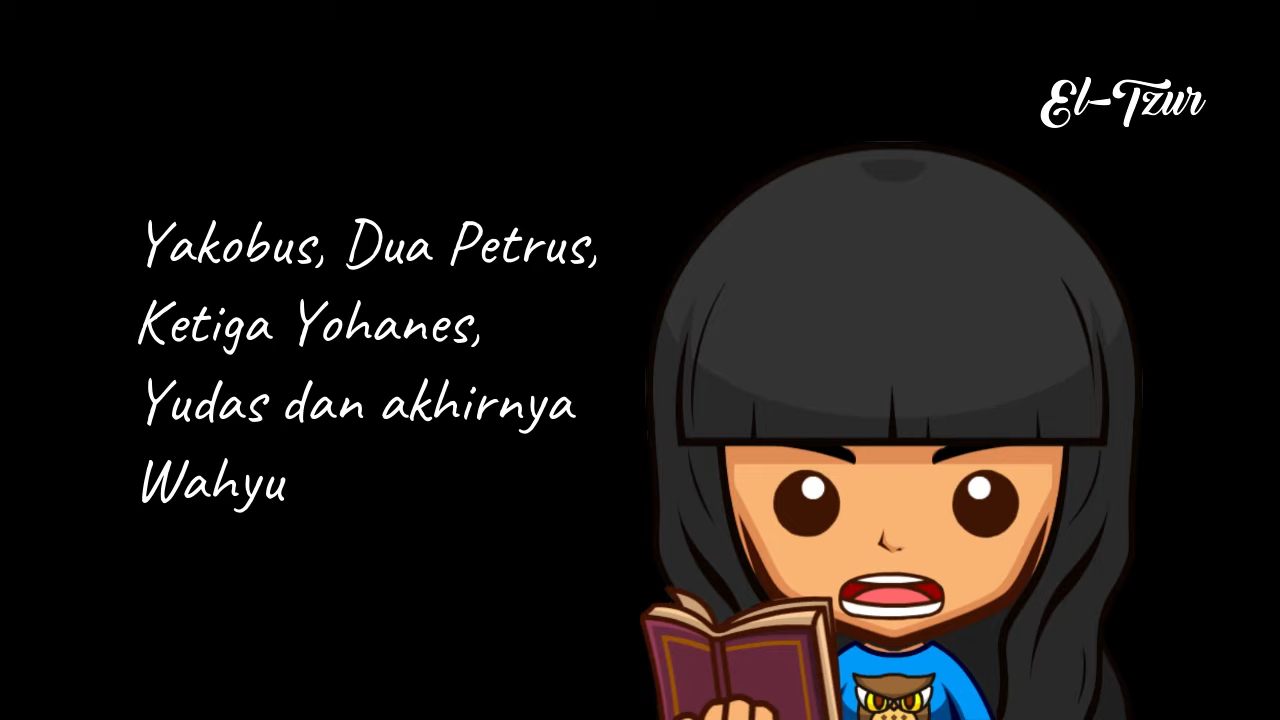 El-Tzur
Yakobus, Dua Petrus,
Ketiga Yohanes,
Yudas dan akhirnya
Wahyu